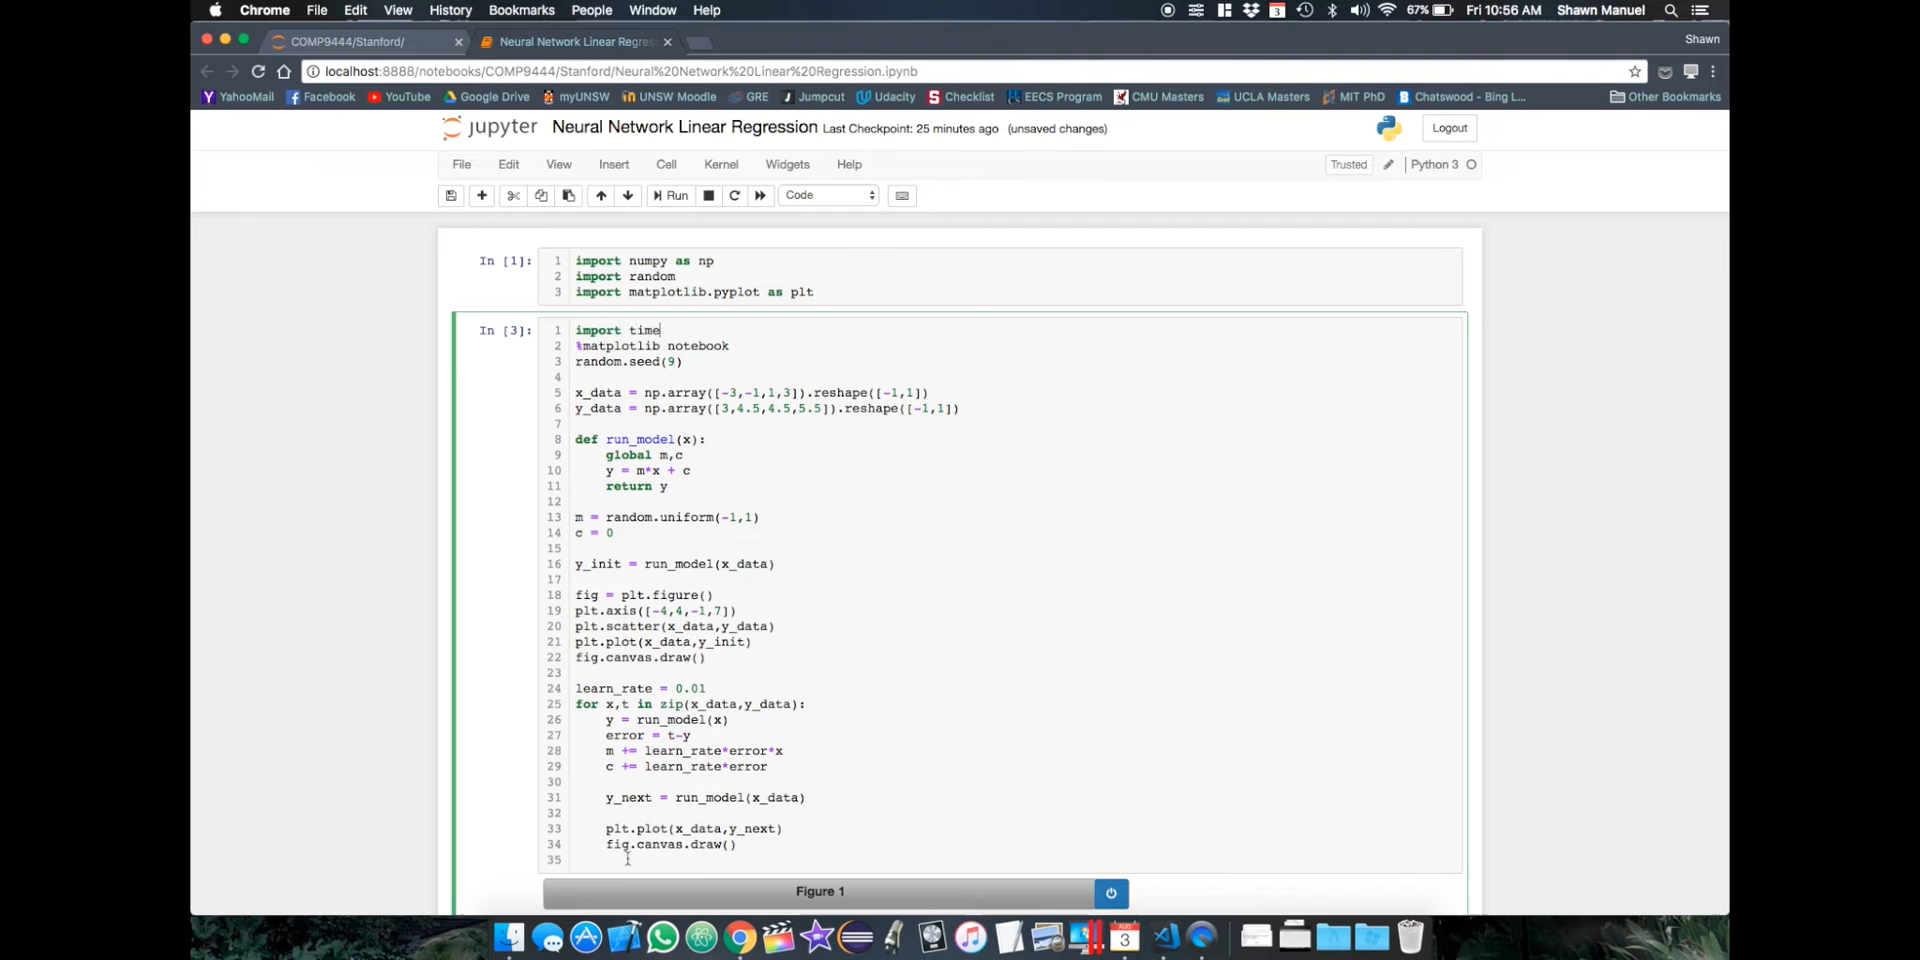 Chrome File Edit View History Bookmarks People Window Help 67% Fri 10:56 AM Shawn Manuel
COMP9444/Stanford/ Neural Network Linear Regres Shawn
localhost:8888/notebooks/COMP9444/Stanford/Neural%20Network%20Linear%20Regression.ipynb
YahooMail Facebook YouTube Google Drive myUNSW UNSW Moodle GRE Jumpcut Udacity Checklist EECS Program CMU Masters UCLA Masters MIT PhD Chatswood - Bing L... Other Bookmarks
jupyter Neural Network Linear Regression Last Checkpoint: 25 minutes ago (unsaved changes) Logout
File Edit View Insert Cell Kernel Widgets Help Trusted Python 3
Run Code
In [1]: 1 import numpy as np
2 import random
3 import matplotlib.pyplot as plt
In [3]: 1 import time
2 %matplotlib notebook
3 random.seed(9)
4
5 x_data = np.array([-3,-1,1,3]).reshape([-1,1])
6 y_data = np.array([3,4.5,4.5,5.5]).reshape([-1,1])
7
8 def run_model(x):
9 global m,c
10 y = m*x + c
11 return y
12
13 m = random.uniform(-1,1)
14 c = 0
15
16 y_init = run_model(x_data)
17
18 fig = plt.figure()
19 plt.axis([-4,4,-1,7])
20 plt.scatter(x_data,y_data)
21 plt.plot(x_data,y_init)
22 fig.canvas.draw()
23
24 learn_rate = 0.01
25 for x,t in zip(x_data,y_data):
26 y = run_model(x)
27 error = t-y
28 m += learn_rate*error*x
29 c += learn_rate*error
30
31 y_next = run_model(x_data)
32
33 plt.plot(x_data,y_next)
34 fig.canvas.draw()
35
Figure 1
3